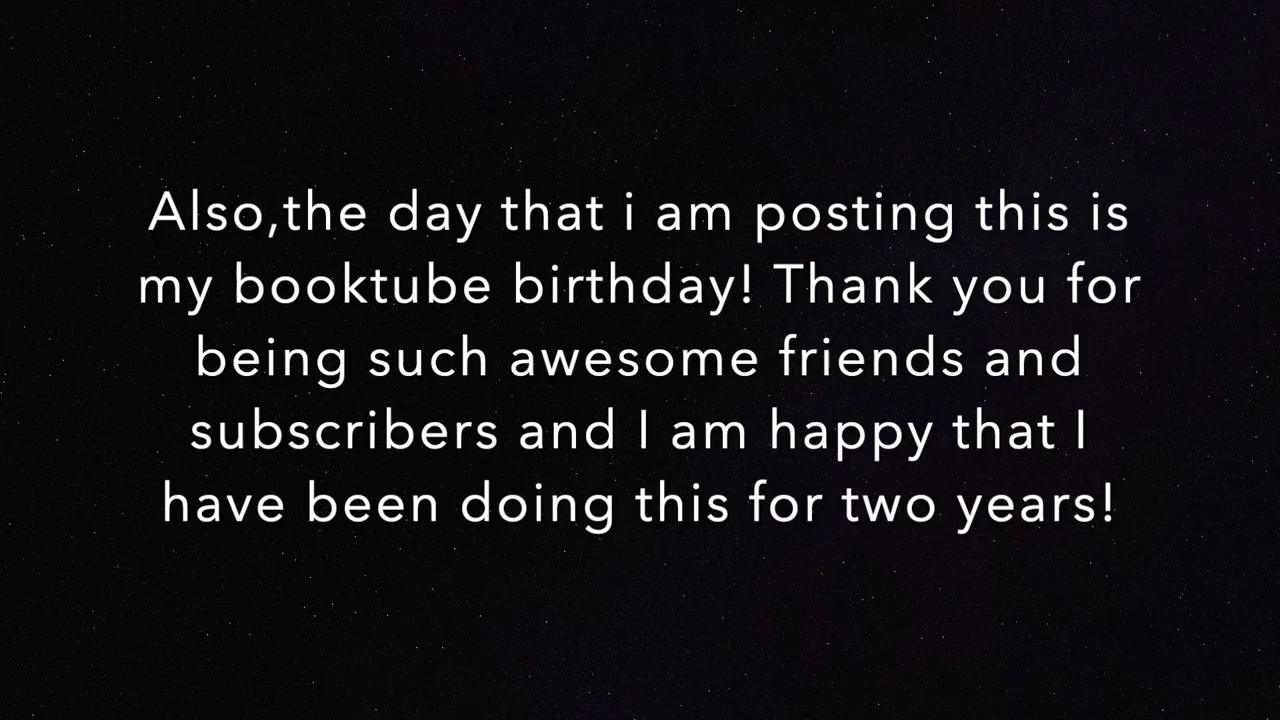 Also,the day that i am posting this is
my booktube birthday! Thank you for
being such awesome friends and
subscribers and I am happy that I
have been doing this for two years!